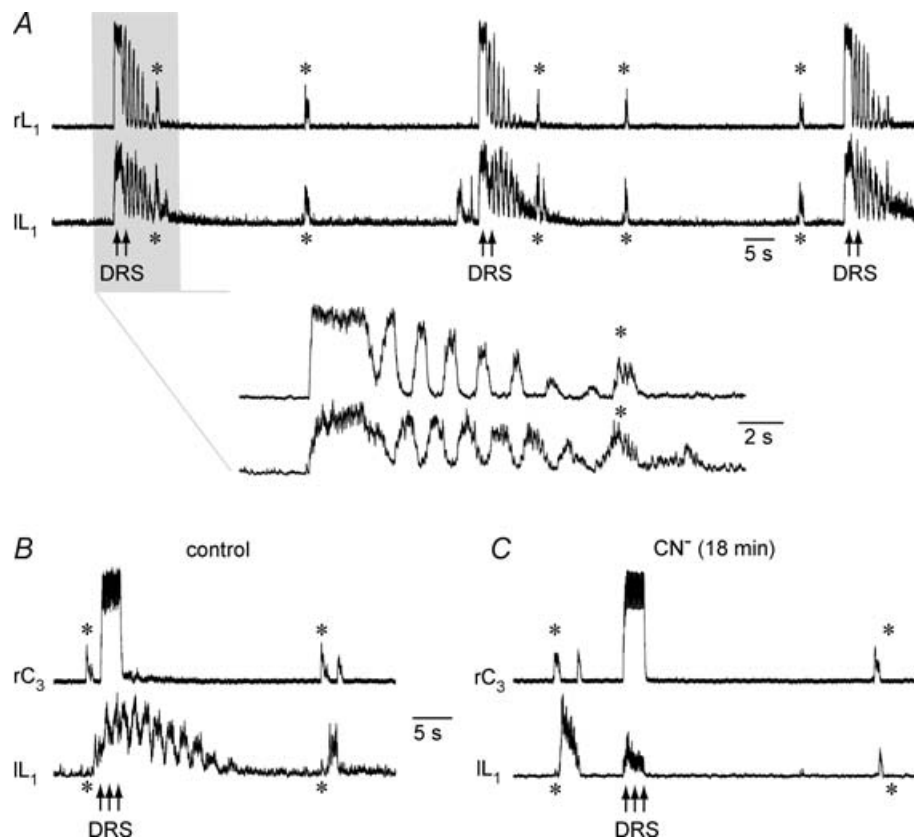 A
* * * * *
rL1
lL1
* * * * *
5 s
DRS DRS DRS
*
*
2 s
B control
C CN⁻ (18 min)
* *
* *
rC3
rC3
5 s
lL1
lL1
* *
* *
DRS
DRS